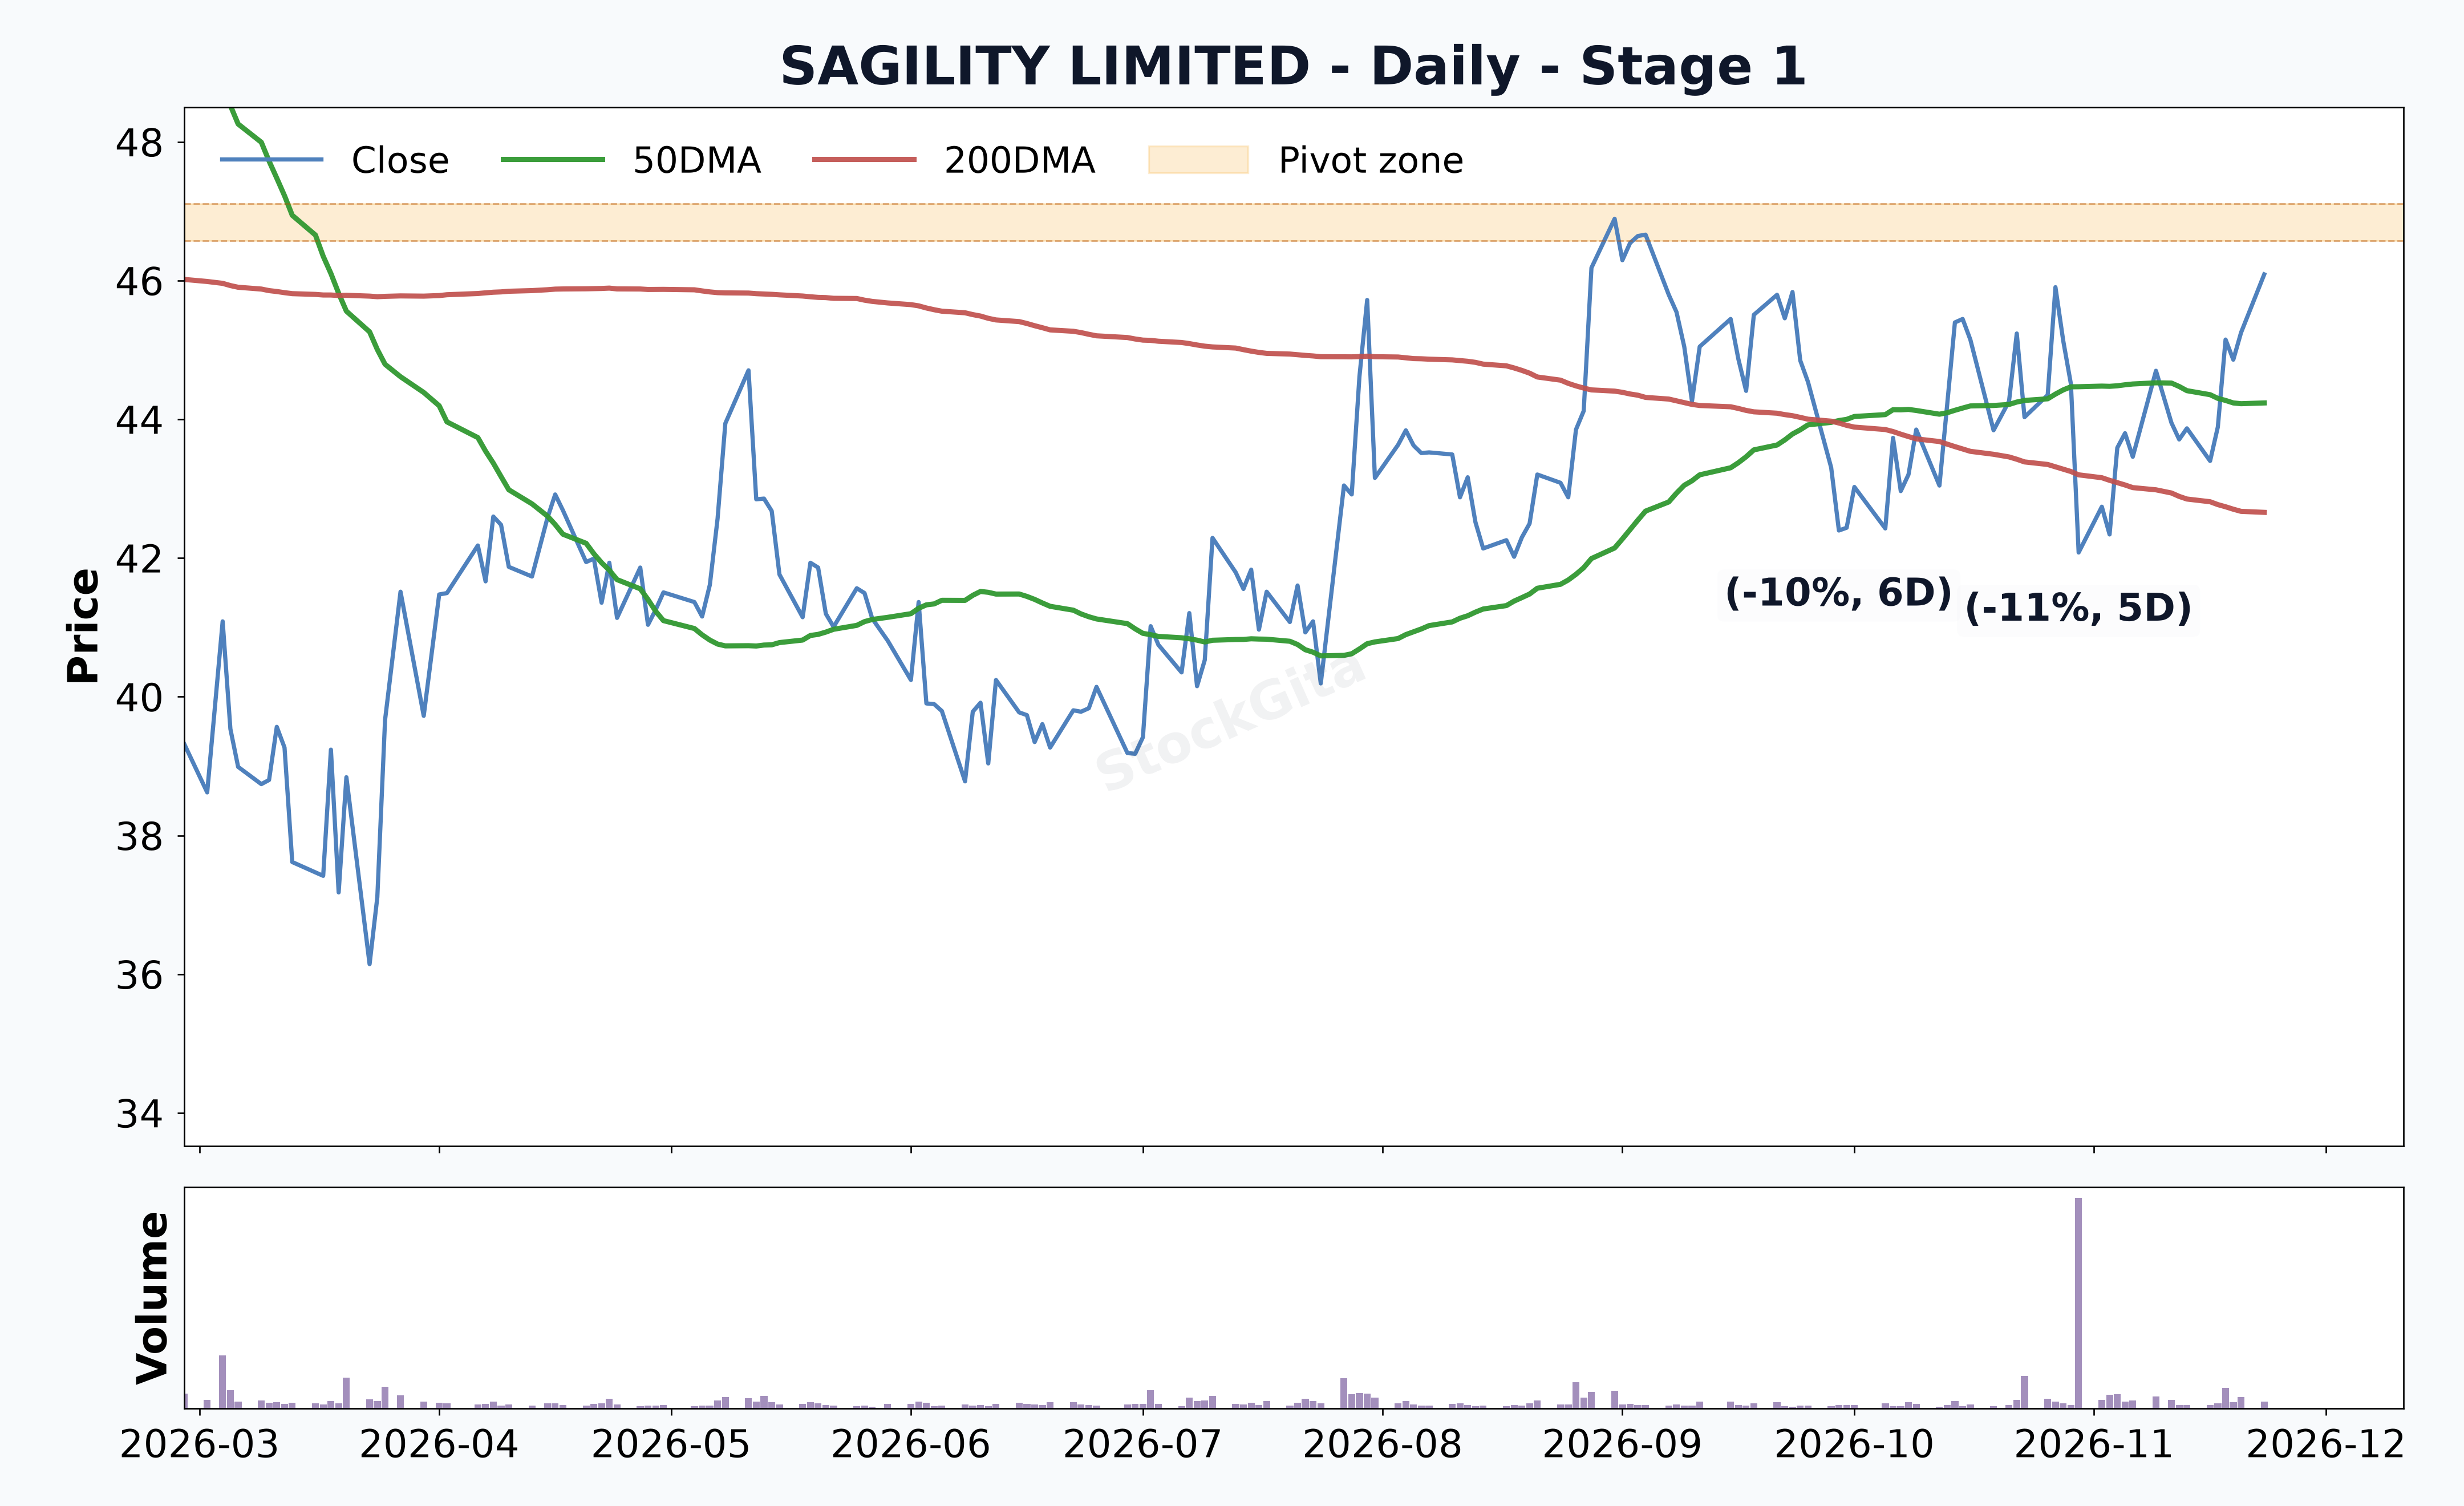 SAGILITY LIMITED - Daily - Stage 1
Close 50DMA 200DMA Pivot zone
48
46
44
42
40
38
36
34
Price
(-10%, 6D) (-11%, 5D)
StockGita
Volume
2026-03 2026-04 2026-05 2026-06 2026-07 2026-08 2026-09 2026-10 2026-11 2026-12